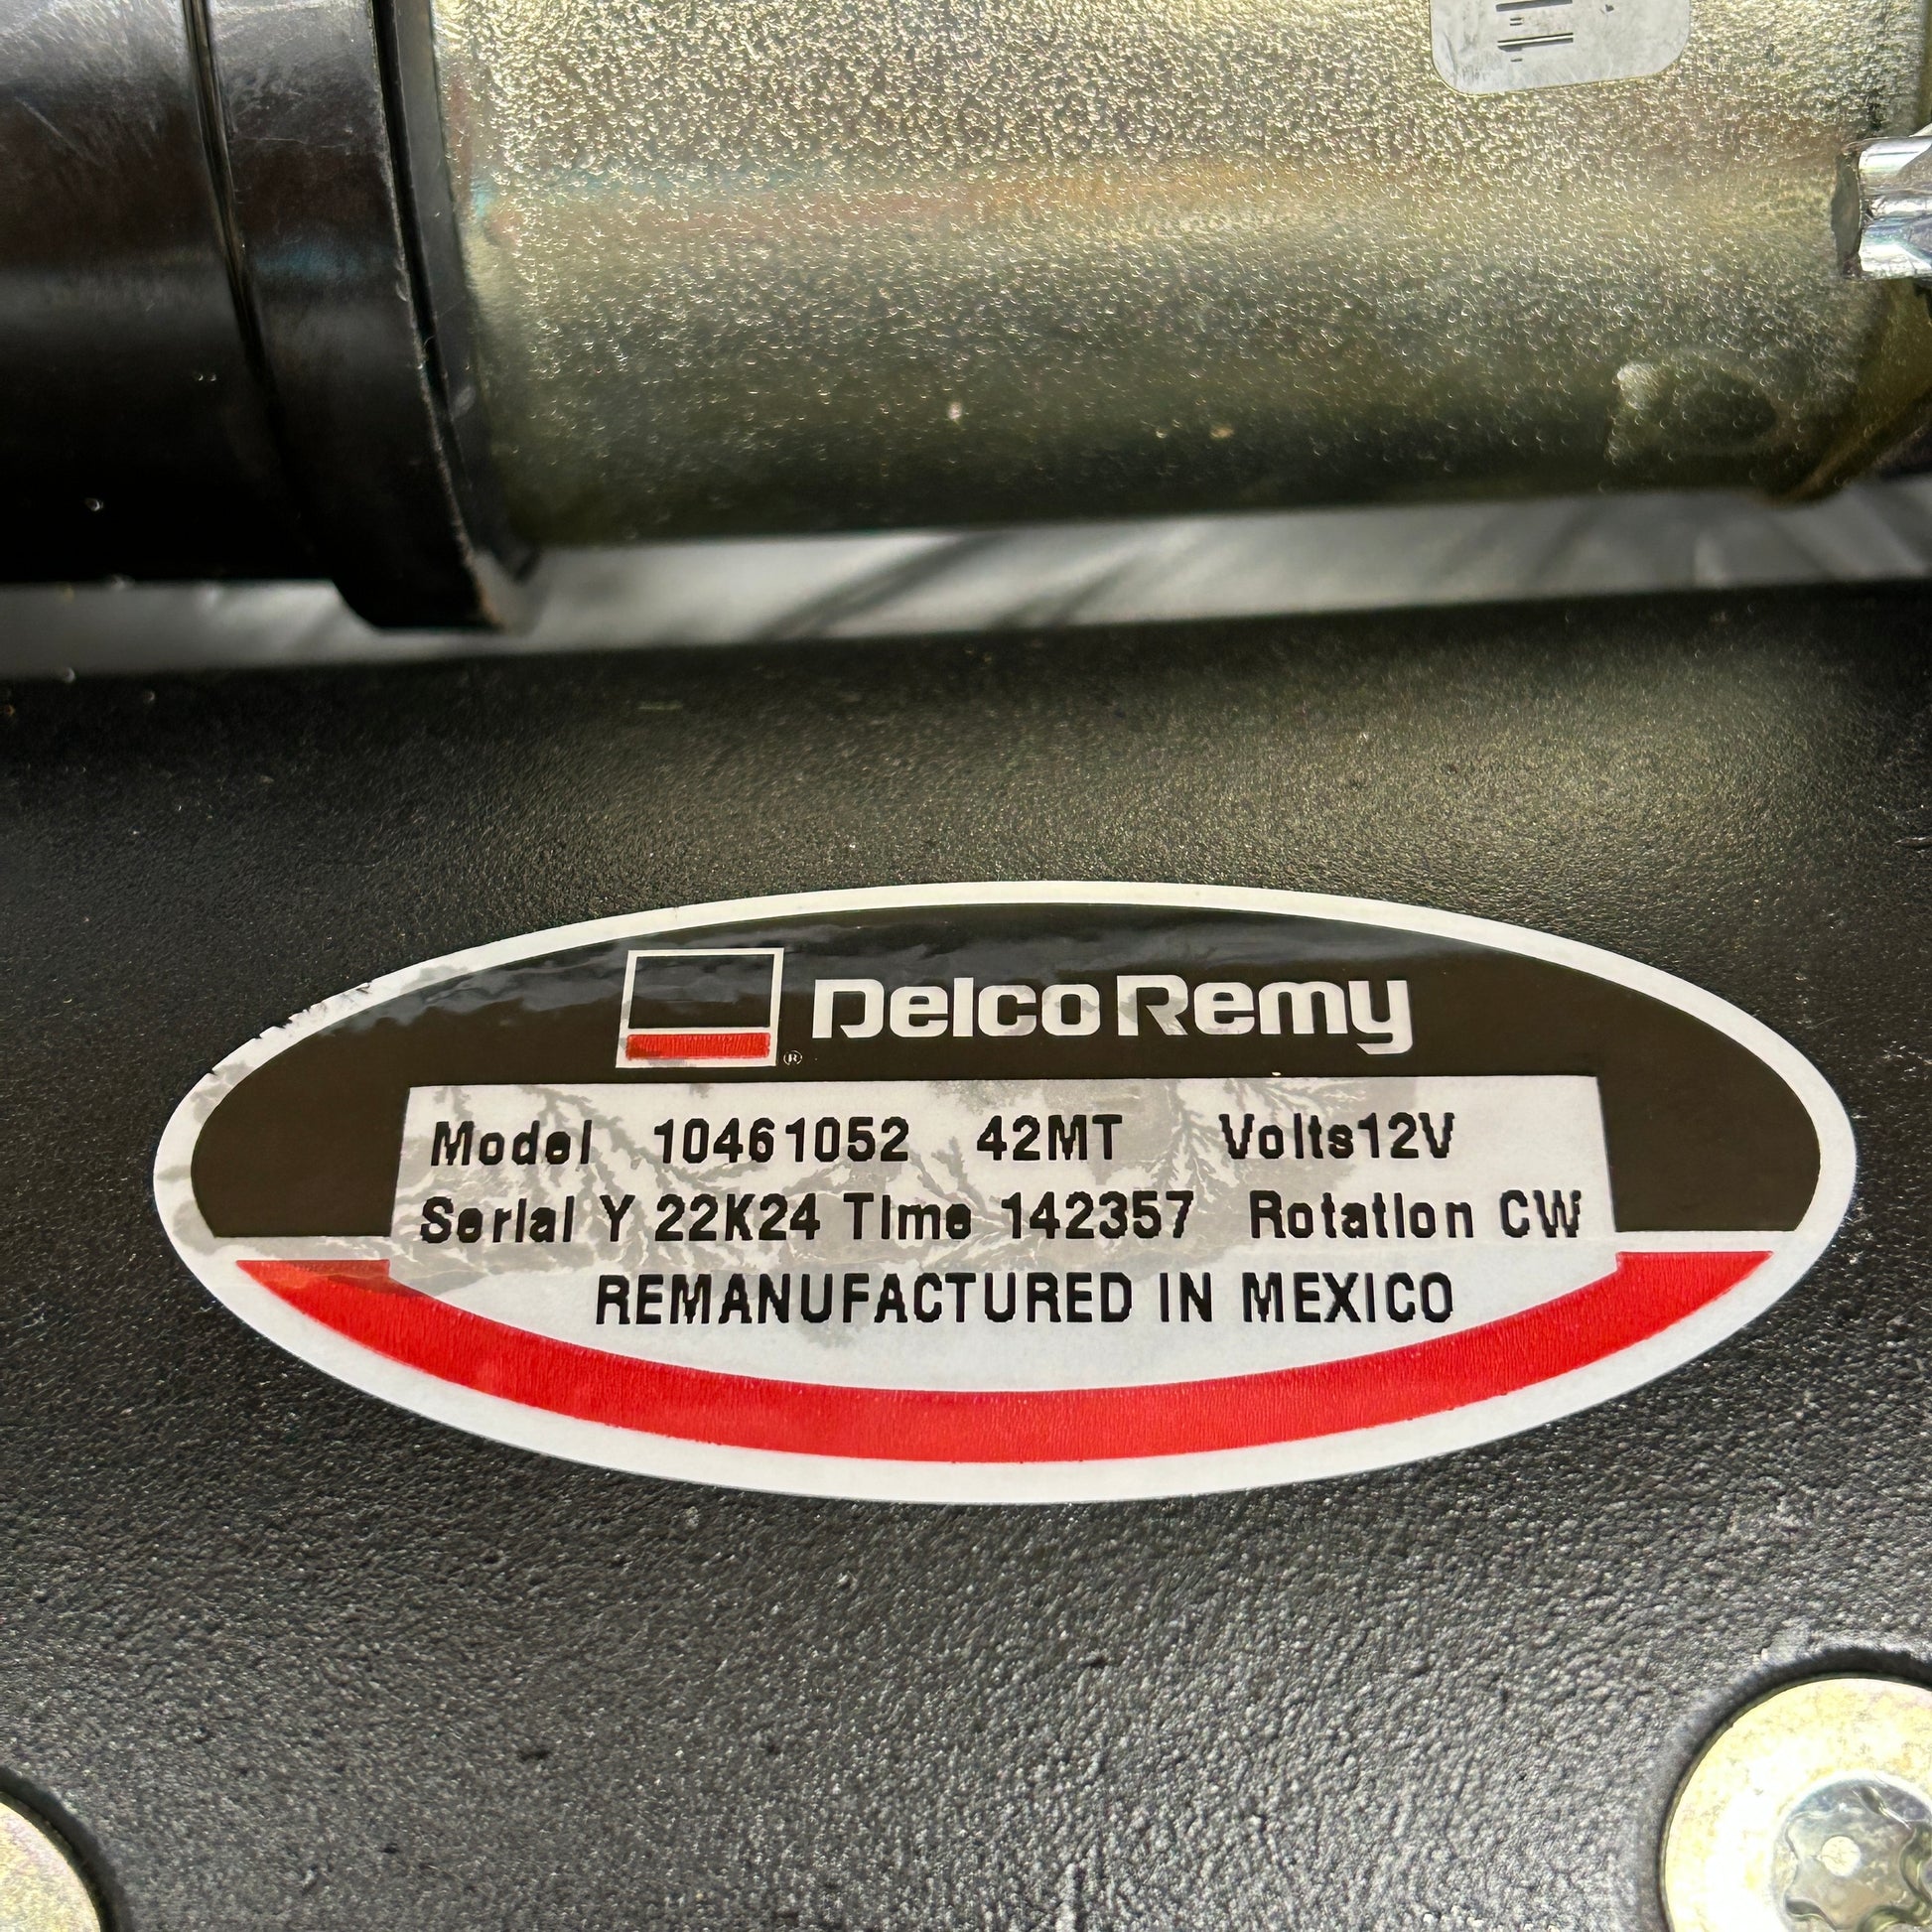 DelcoRemy
®
Model 10461052 42MT Volts12V
Serial Y 22K24 Time 142357 Rotation CW
REMANUFACTURED IN MEXICO